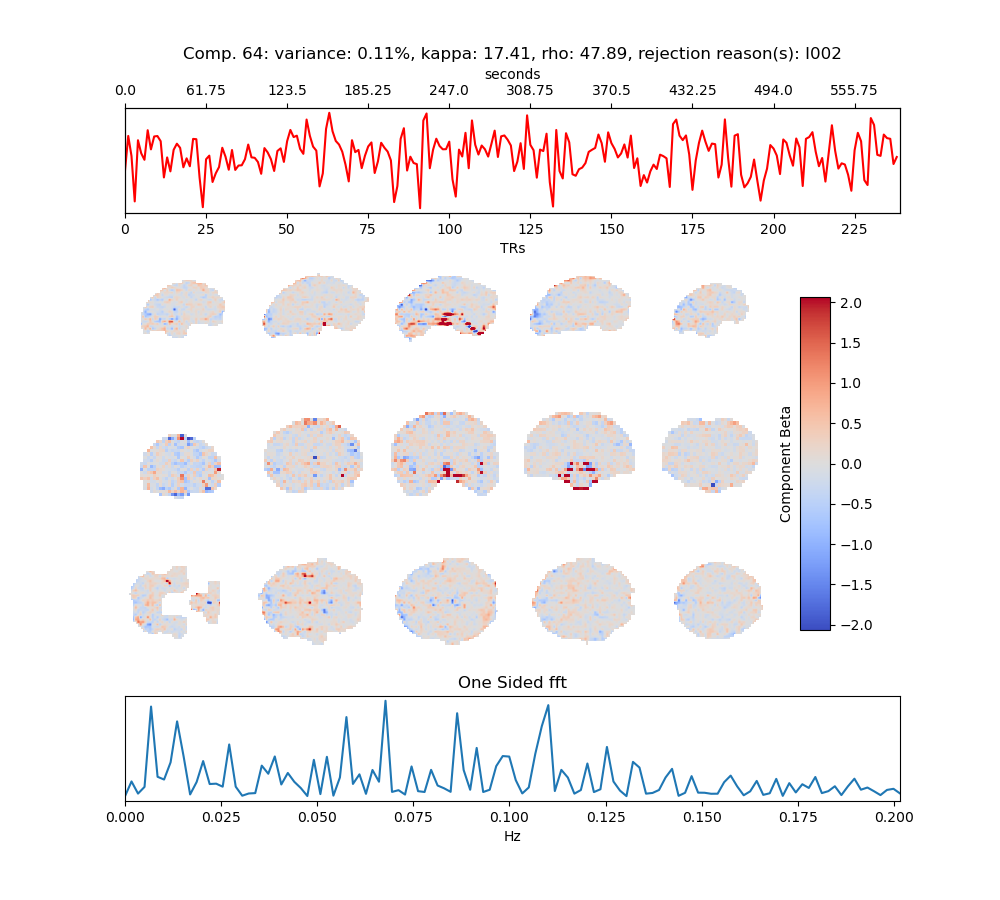 Comp. 64: variance: 0.11%, kappa: 17.41, rho: 47.89, rejection reason(s): I002
seconds
0.0 61.75 123.5 185.25 247.0 308.75 370.5 432.25 494.0 555.75
0 25 50 75 100 125 150 175 200 225
TRs
2.0
1.5
1.0
0.5
0.0
−0.5
−1.0
−1.5
−2.0
Component Beta
One Sided fft
0.000 0.025 0.050 0.075 0.100 0.125 0.150 0.175 0.200
Hz